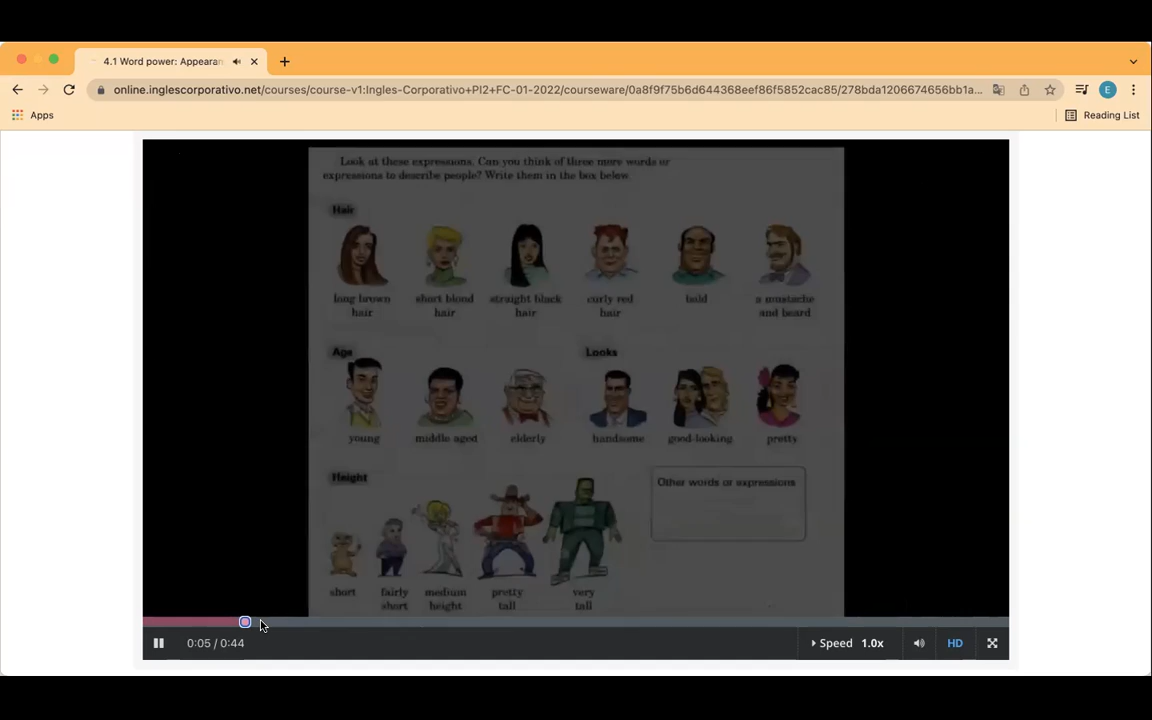 4.1 Word power: Appearan
online.inglescorporativo.net/courses/course-v1:Ingles-Corporativo+PI2+FC-01-2022/courseware/0a8f9f75b6d644368eef86f5852cac85/278bda1206674656bb1a...
E
Apps
Reading List
Look at these expressions. Can you think of three more words or
expressions to describe people? Write them in the box below
Hair
long brown hair
short blond hair
straight black hair
curly red hair
bald
a mustache and beard
Age
Looks
young
middle aged
elderly
handsome
good-looking
pretty
Height
Other words or expressions
short
fairly short
medium height
pretty tall
very tall
0:05 / 0:44
Speed 1.0x
HD